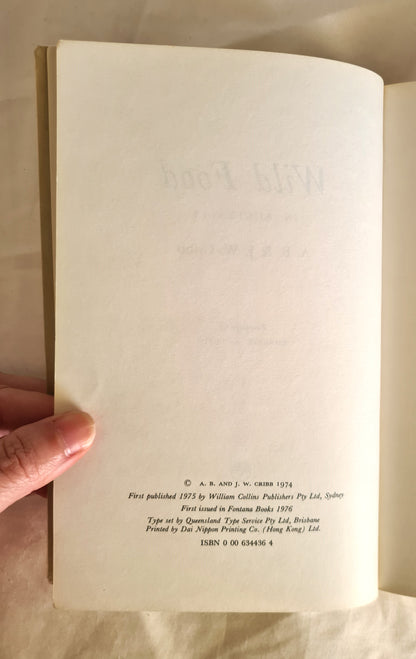 © A. B. AND J. W. CRIBB 1974
First published 1975 by William Collins Publishers Pty Ltd, Sydney
First issued in Fontana Books 1976
Type set by Queensland Type Service Pty Ltd, Brisbane
Printed by Dai Nippon Printing Co. (Hong Kong) Ltd.
ISBN 0 00 634436 4